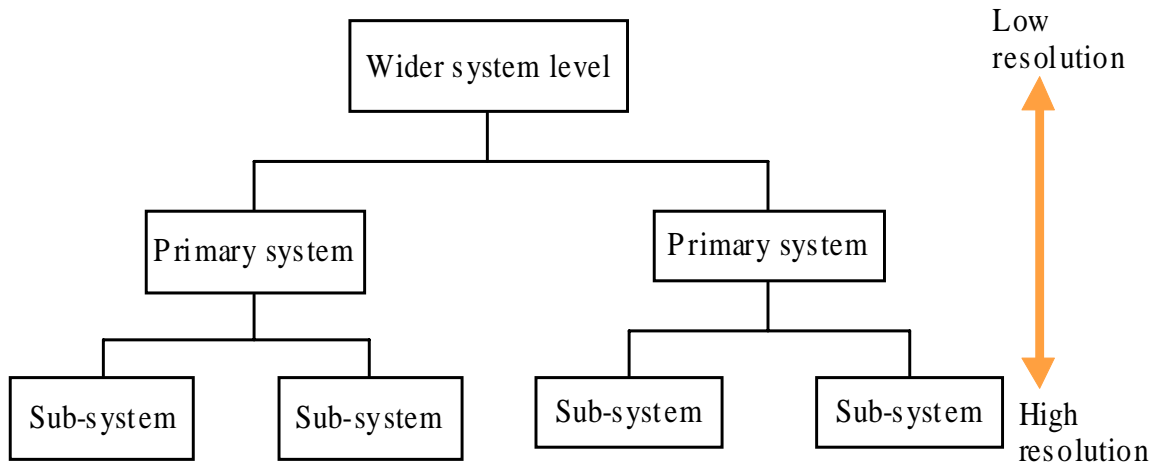 Low
resolution
Wider system level
Primary system
Primary system
Sub-system
Sub-system
Sub-system
Sub-system
High
resolution